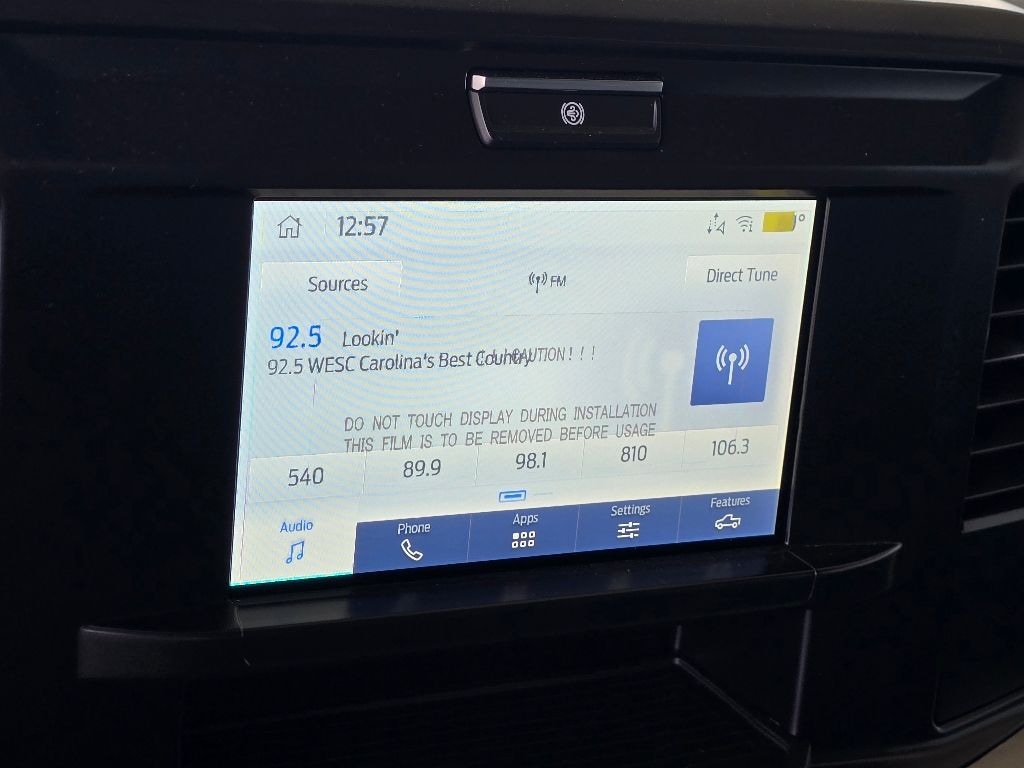 12:57
Sources
FM
Direct Tune
92.5 Lookin'
92.5 WESC Carolina's Best Country
! ! ! CAUTION ! ! !
DO NOT TOUCH DISPLAY DURING INSTALLATION
THIS FILM IS TO BE REMOVED BEFORE USAGE
540 89.9 98.1 810 106.3
Audio Phone Apps Settings Features